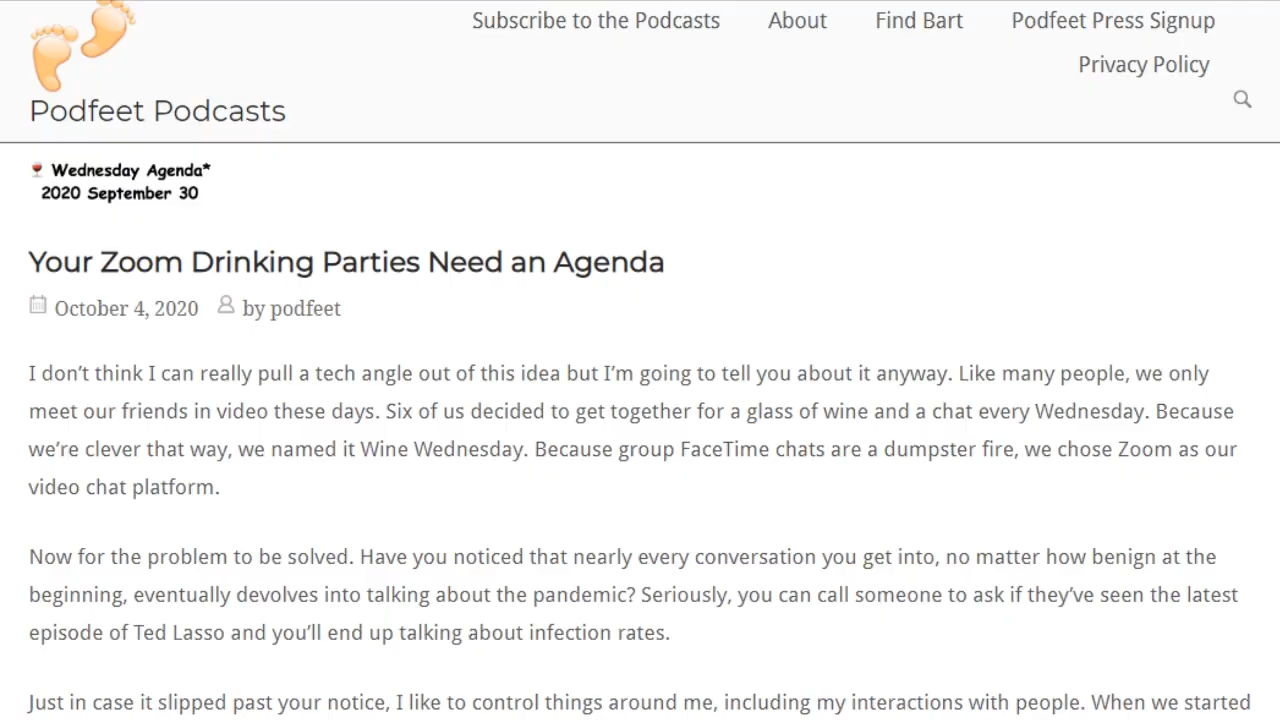 Subscribe to the Podcasts About Find Bart Podfeet Press Signup
Privacy Policy
Podfeet Podcasts
Wednesday Agenda*
2020 September 30
Your Zoom Drinking Parties Need an Agenda
October 4, 2020 by podfeet
I don’t think I can really pull a tech angle out of this idea but I’m going to tell you about it anyway. Like many people, we only
meet our friends in video these days. Six of us decided to get together for a glass of wine and a chat every Wednesday. Because
we’re clever that way, we named it Wine Wednesday. Because group FaceTime chats are a dumpster fire, we chose Zoom as our
video chat platform.
Now for the problem to be solved. Have you noticed that nearly every conversation you get into, no matter how benign at the
beginning, eventually devolves into talking about the pandemic? Seriously, you can call someone to ask if they’ve seen the latest
episode of Ted Lasso and you’ll end up talking about infection rates.
Just in case it slipped past your notice, I like to control things around me, including my interactions with people. When we started